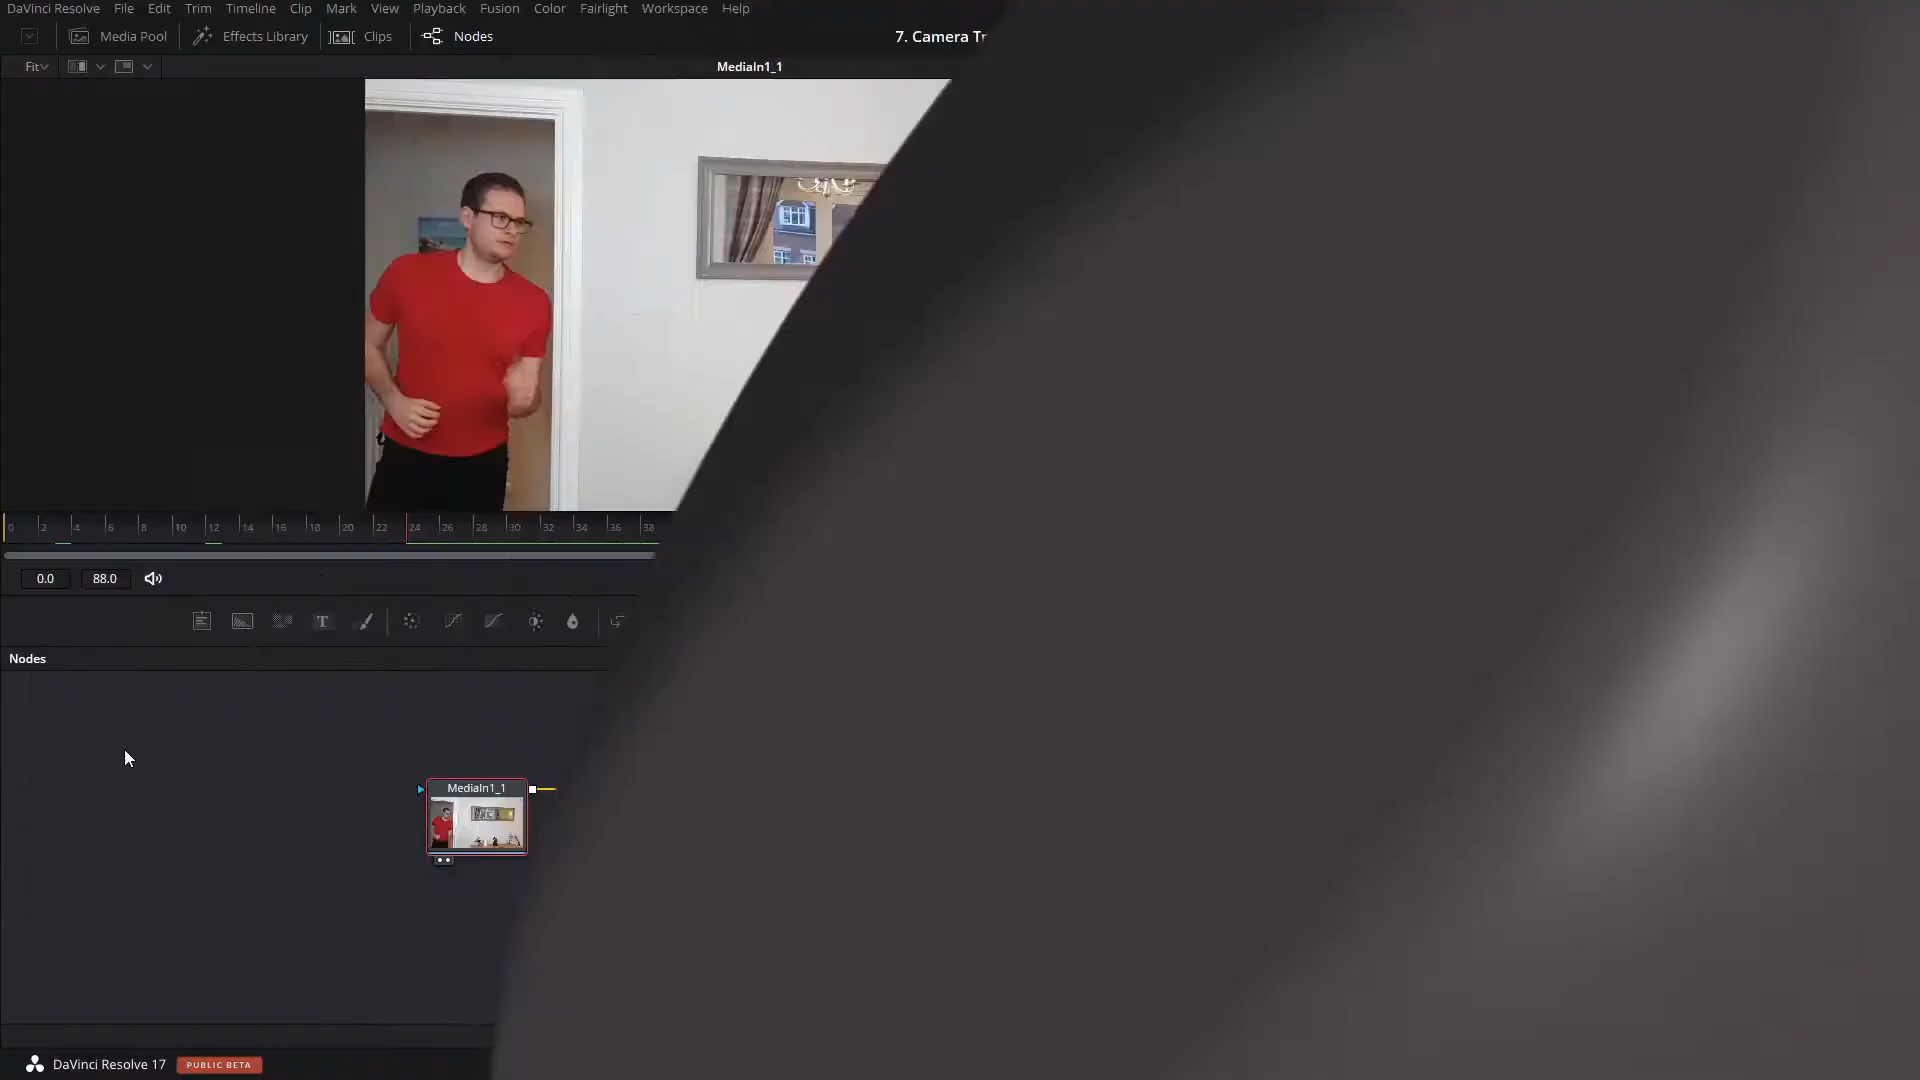 DaVinci Resolve File Edit Trim Timeline Clip Mark View Playback Fusion Color Fairlight Workspace Help
Media Pool Effects Library Clips Nodes 7. Camera Tr
Fit MediaIn1_1
0 2 4 6 8 10 12 14 16 18 20 22 24 26 28 30 32 34 36 38
0.0 88.0
T
Nodes
MediaIn1_1
DaVinci Resolve 17 PUBLIC BETA